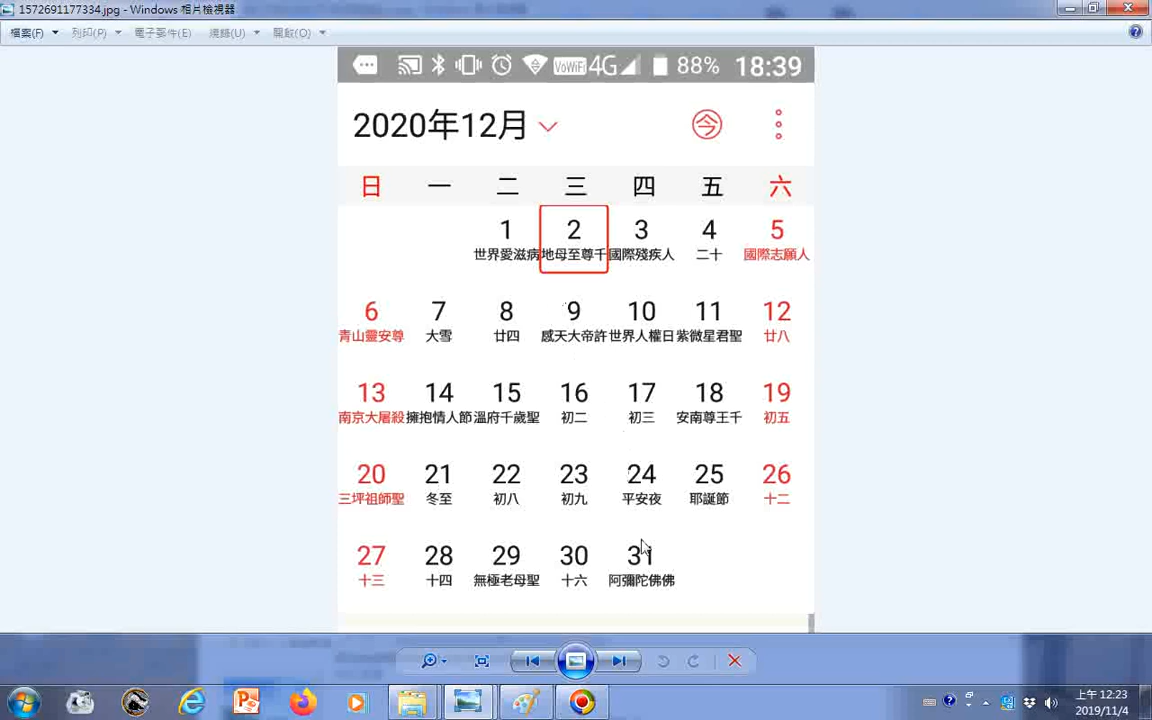 1572691177334.jpg - Windows 相片檢視器
檔案(F) 列印(P) 電子郵件(E) 燒錄(U) 開啟(O)
VoWiFi 4G 88% 18:39
2020年12月 今
日 一 二 三 四 五 六
1 2 3 4 5
世界愛滋病 地母至尊千 國際殘疾人 二十 國際志願人
6 7 8 9 10 11 12
青山靈安尊 大雪 廿四 感天大帝許 世界人權日 紫微星君聖 廿八
13 14 15 16 17 18 19
南京大屠殺 擁抱情人節 溫府千歲聖 初二 初三 安南尊王千 初五
20 21 22 23 24 25 26
三坪祖師聖 冬至 初八 初九 平安夜 耶誕節 十二
27 28 29 30 31
十三 十四 無極老母聖 十六 阿彌陀佛佛
上午 12:23
2019/11/4